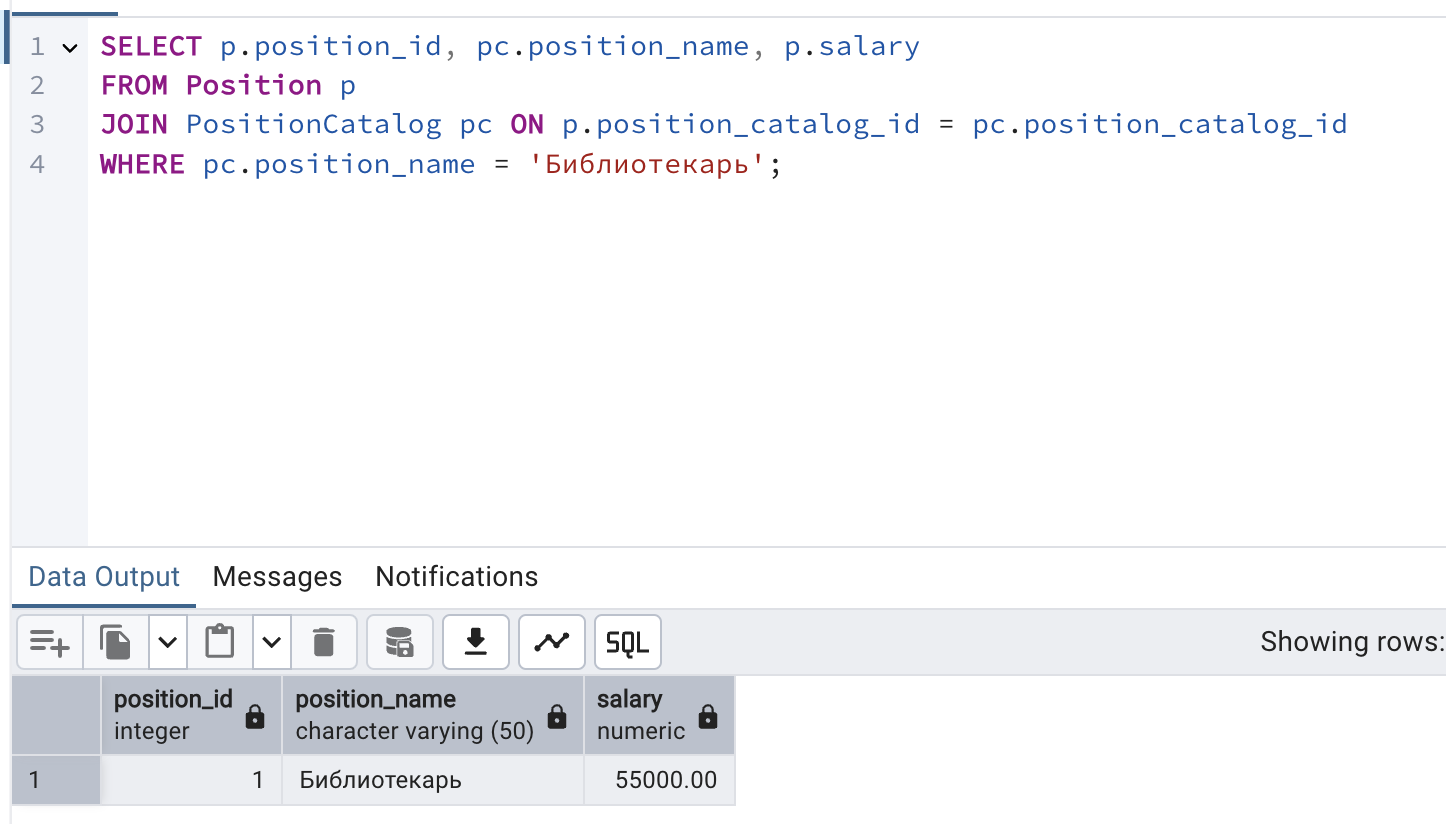 1 SELECT p.position_id, pc.position_name, p.salary
2 FROM Position p
3 JOIN PositionCatalog pc ON p.position_catalog_id = pc.position_catalog_id
4 WHERE pc.position_name = 'Библиотекарь';
Data Output Messages Notifications
SQL Showing rows:
position_id position_name salary
integer character varying (50) numeric
1 1 Библиотекарь 55000.00